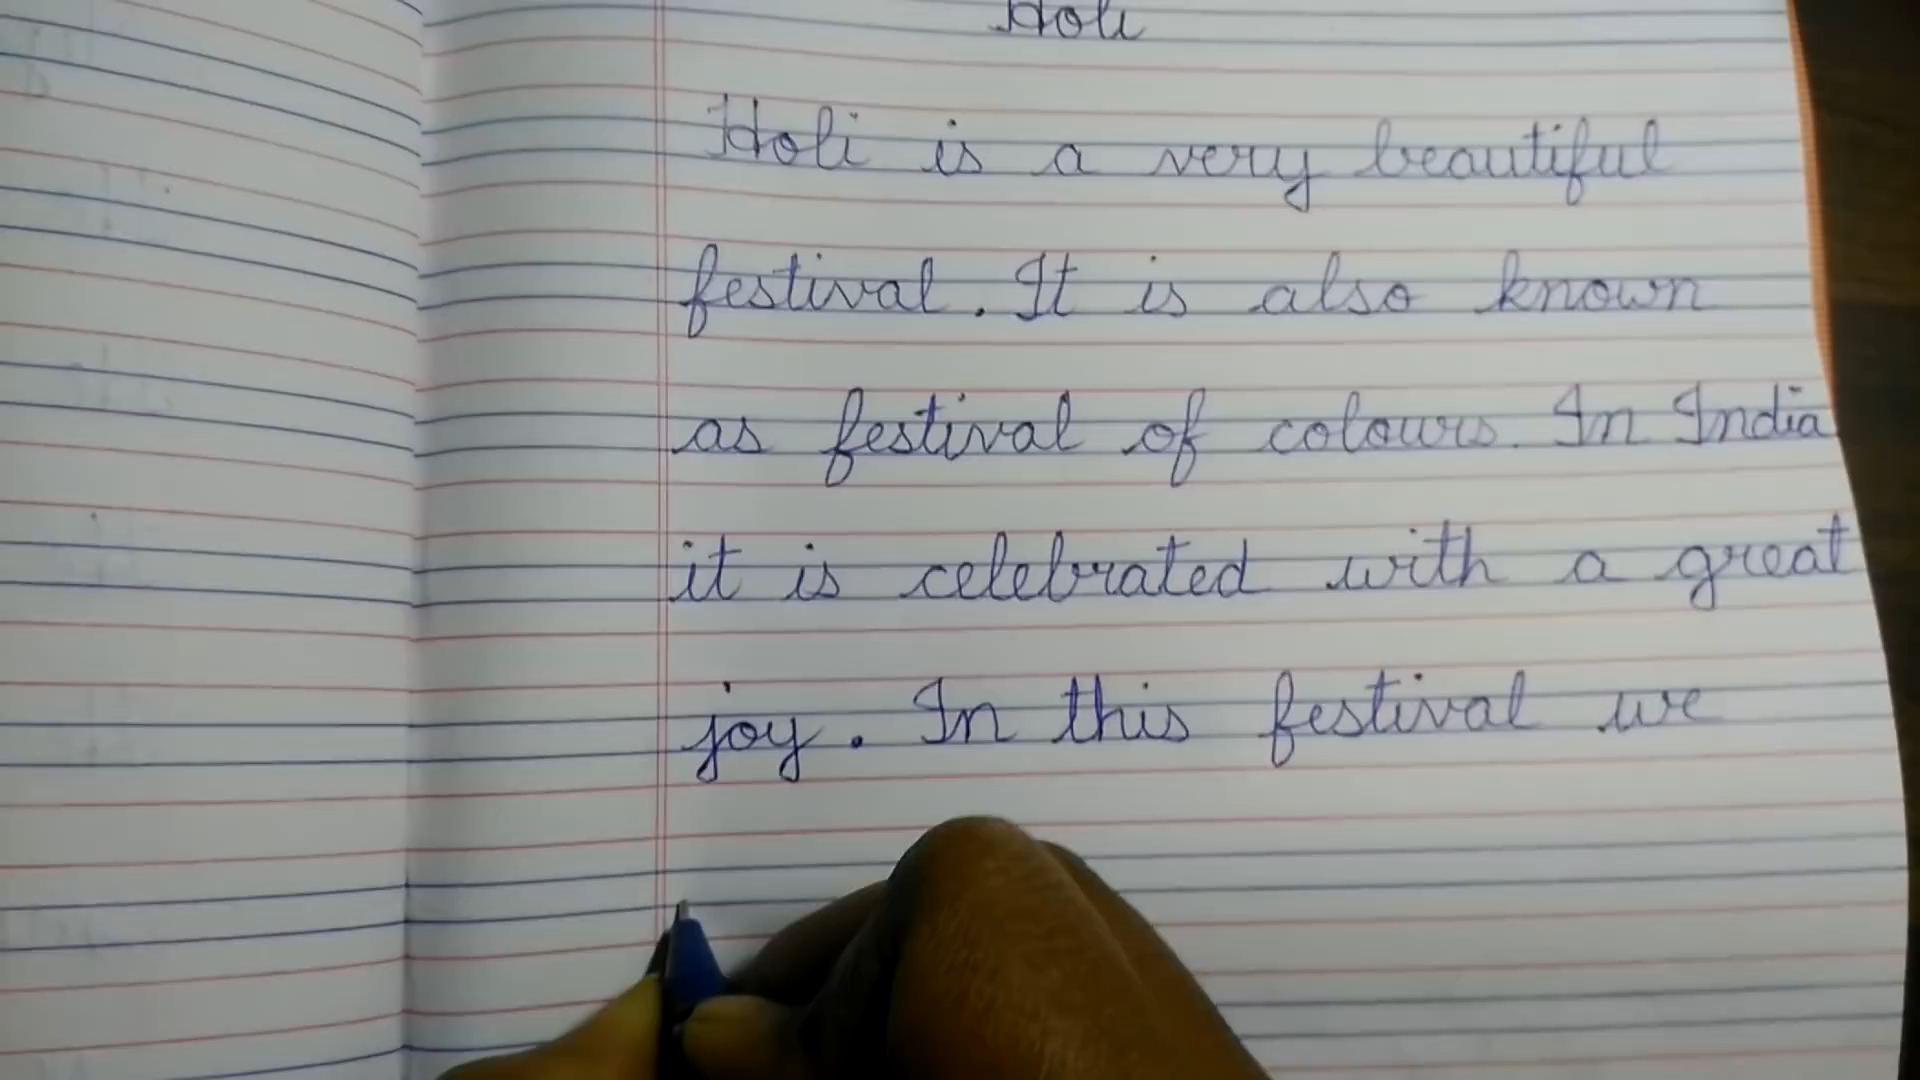 Holi
Holi is a very beautiful
festival. It is also known
as festival of colours. In India
it is celebrated with a great
joy. In this festival we